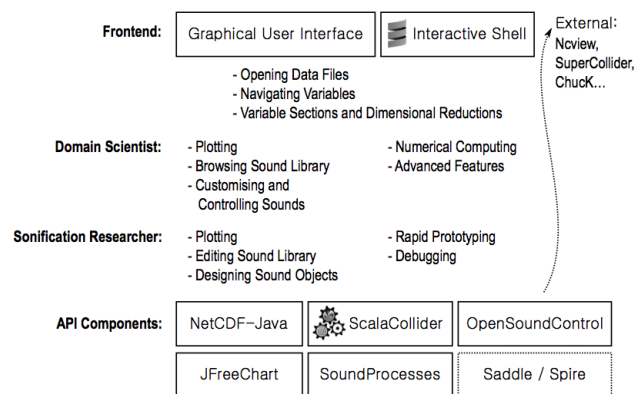 Frontend:
Graphical User Interface
Interactive Shell
External:
Ncview,
SuperCollider,
ChucK...
- Opening Data Files
- Navigating Variables
- Variable Sections and Dimensional Reductions
Domain Scientist:
- Plotting
- Browsing Sound Library
- Customising and
Controlling Sounds
- Numerical Computing
- Advanced Features
Sonification Researcher:
- Plotting
- Editing Sound Library
- Designing Sound Objects
- Rapid Prototyping
- Debugging
API Components:
NetCDF-Java
ScalaCollider
OpenSoundControl
JFreeChart
SoundProcesses
Saddle / Spire